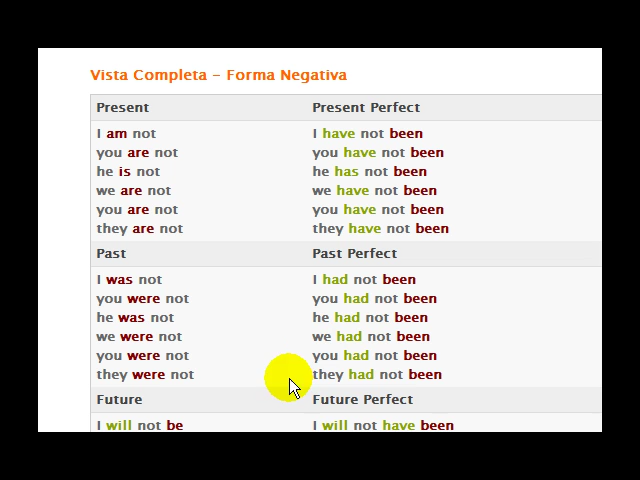 Vista Completa – Forma Negativa
Present Present Perfect
I am not I have not been
you are not you have not been
he is not he has not been
we are not we have not been
you are not you have not been
they are not they have not been
Past Past Perfect
I was not I had not been
you were not you had not been
he was not he had not been
we were not we had not been
you were not you had not been
they were not they had not been
Future Future Perfect
I will not be I will not have been